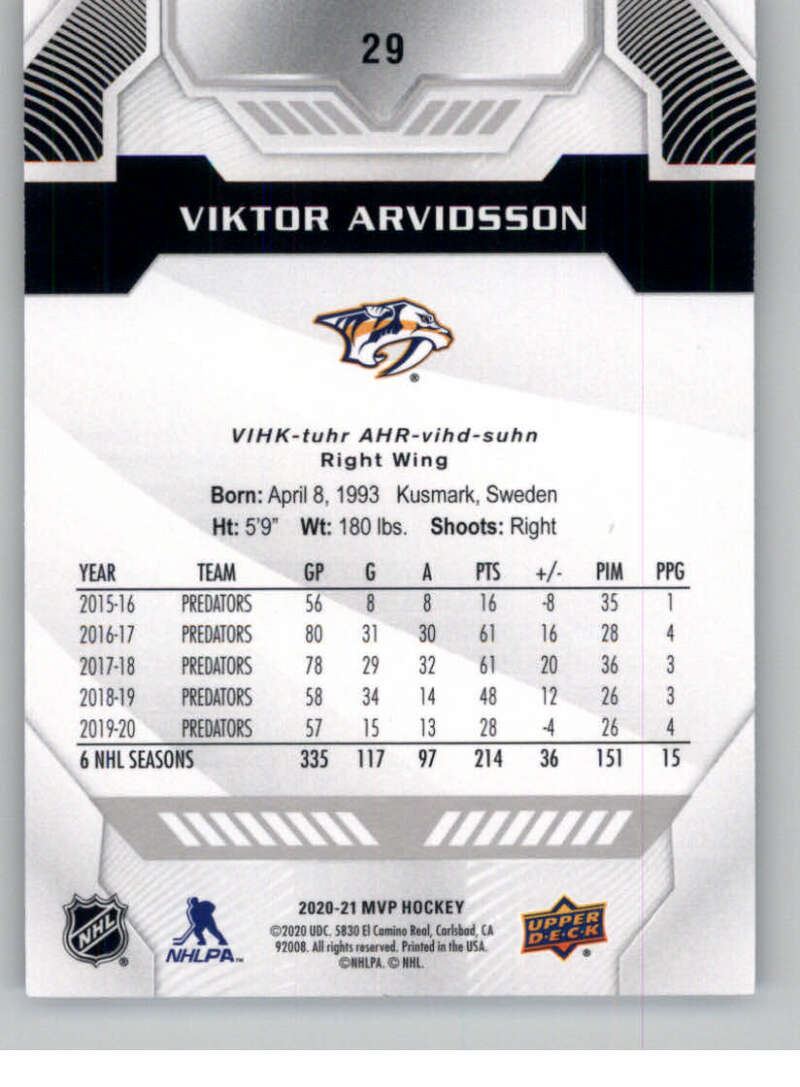 29
VIKTOR ARVIDSSON
®
VIHK-tuhr AHR-vihd-suhn
Right Wing
Born: April 8, 1993 Kusmark, Sweden
Ht: 5'9" Wt: 180 lbs. Shoots: Right
YEAR TEAM GP G A PTS +/- PIM PPG
2015-16 PREDATORS 56 8 8 16 -8 35 1
2016-17 PREDATORS 80 31 30 61 16 28 4
2017-18 PREDATORS 78 29 32 61 20 36 3
2018-19 PREDATORS 58 34 14 48 12 26 3
2019-20 PREDATORS 57 15 13 28 -4 26 4
6 NHL SEASONS 335 117 97 214 36 151 15
NHL ®
NHLPA™
2020-21 MVP HOCKEY
©2020 UDC. 5830 El Camino Real, Carlsbad, CA
92008. All rights reserved. Printed in the USA.
©NHLPA. © NHL.
UPPER
D·E·C·K ®